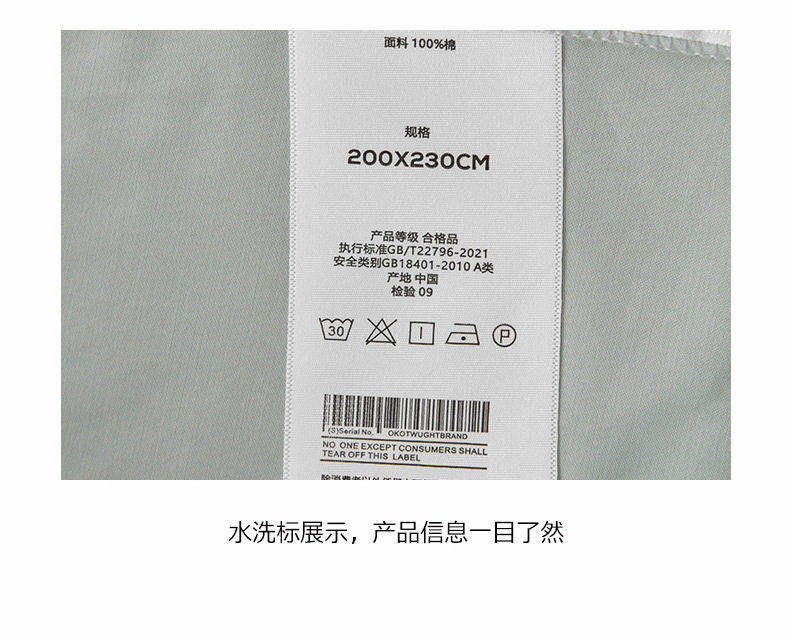 面料 100%棉
规格
200X230CM
产品等级 合格品
执行标准GB/T22796-2021
安全类别GB18401-2010 A类
产地 中国
检验 09
30
P
(S)Serial No. OKOTWUGHTBRAND
NO ONE EXCEPT CONSUMERS SHALL
TEAR OFF THIS LABEL
水洗标展示，产品信息一目了然